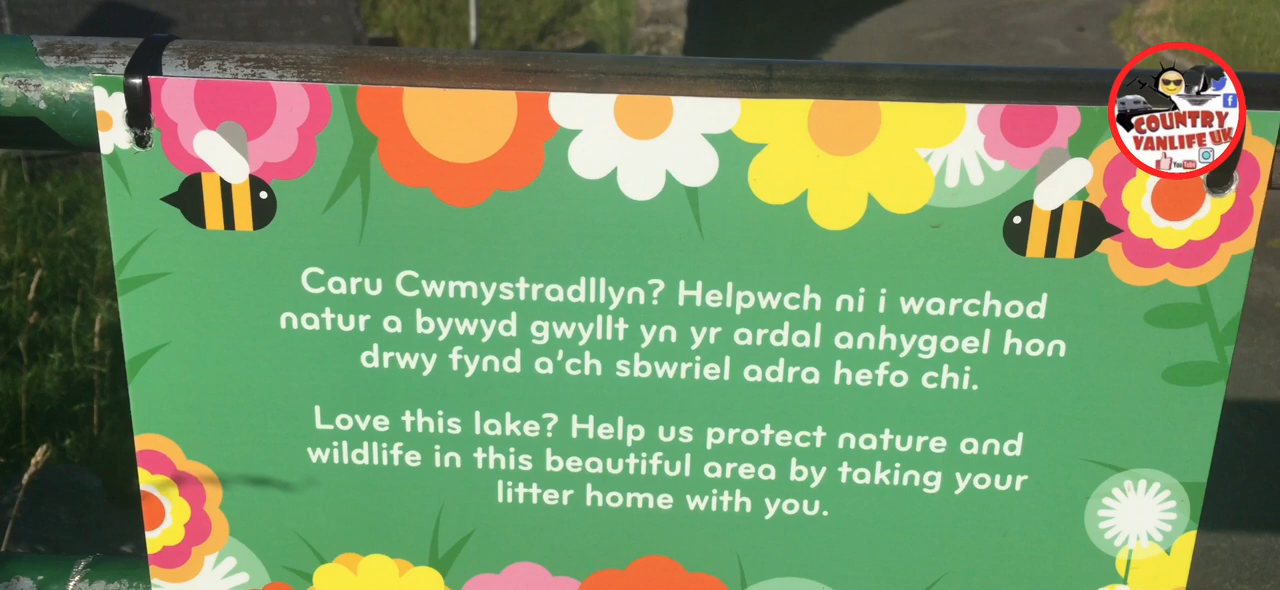 COUNTRY
VANLIFE UK
YouTube
Caru Cwmystradllyn? Helpwch ni i warchod
natur a bywyd gwyllt yn yr ardal anhygoel hon
drwy fynd a'ch sbwriel adra hefo chi.
Love this lake? Help us protect nature and
wildlife in this beautiful area by taking your
litter home with you.